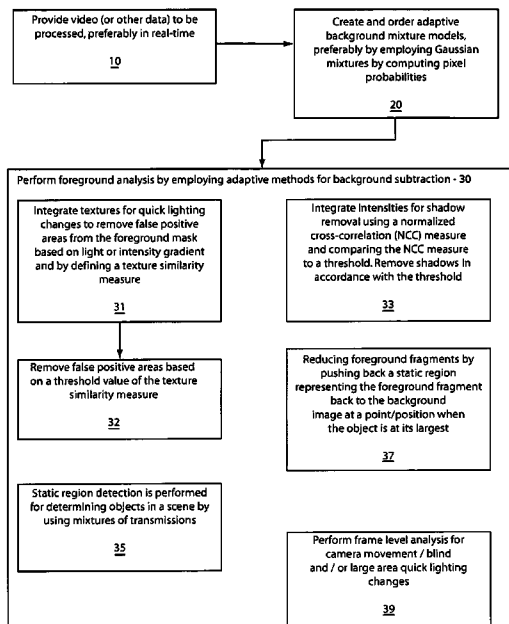 Provide video (or other data) to be
processed, preferably in real-time
10
Create and order adaptive
background mixture models,
preferably by employing Gaussian
mixtures by computing pixel
probabilities
20
Perform foreground analysis by employing adaptive methods for background subtraction - 30
Integrate textures for quick lighting
changes to remove false positive
areas from the foreground mask
based on light or intensity gradient
and by defining a texture similarity
measure
31
Integrate Intensities for shadow
removal using a normalized
cross-correlation (NCC) measure
and comparing the NCC measure
to a threshold. Remove shadows in
accordance with the threshold
33
Remove false positive areas based
on a threshold value of the texture
similarity measure
32
Reducing foreground fragments by
pushing back a static region
representing the foreground fragment
back to the background
image at a point/position when
the object is at its largest
37
Static region detection is performed
for determining objects in a scene by
using mixtures of transmissions
35
Perform frame level analysis for
camera movement / blind
and / or large area quick lighting
changes
39